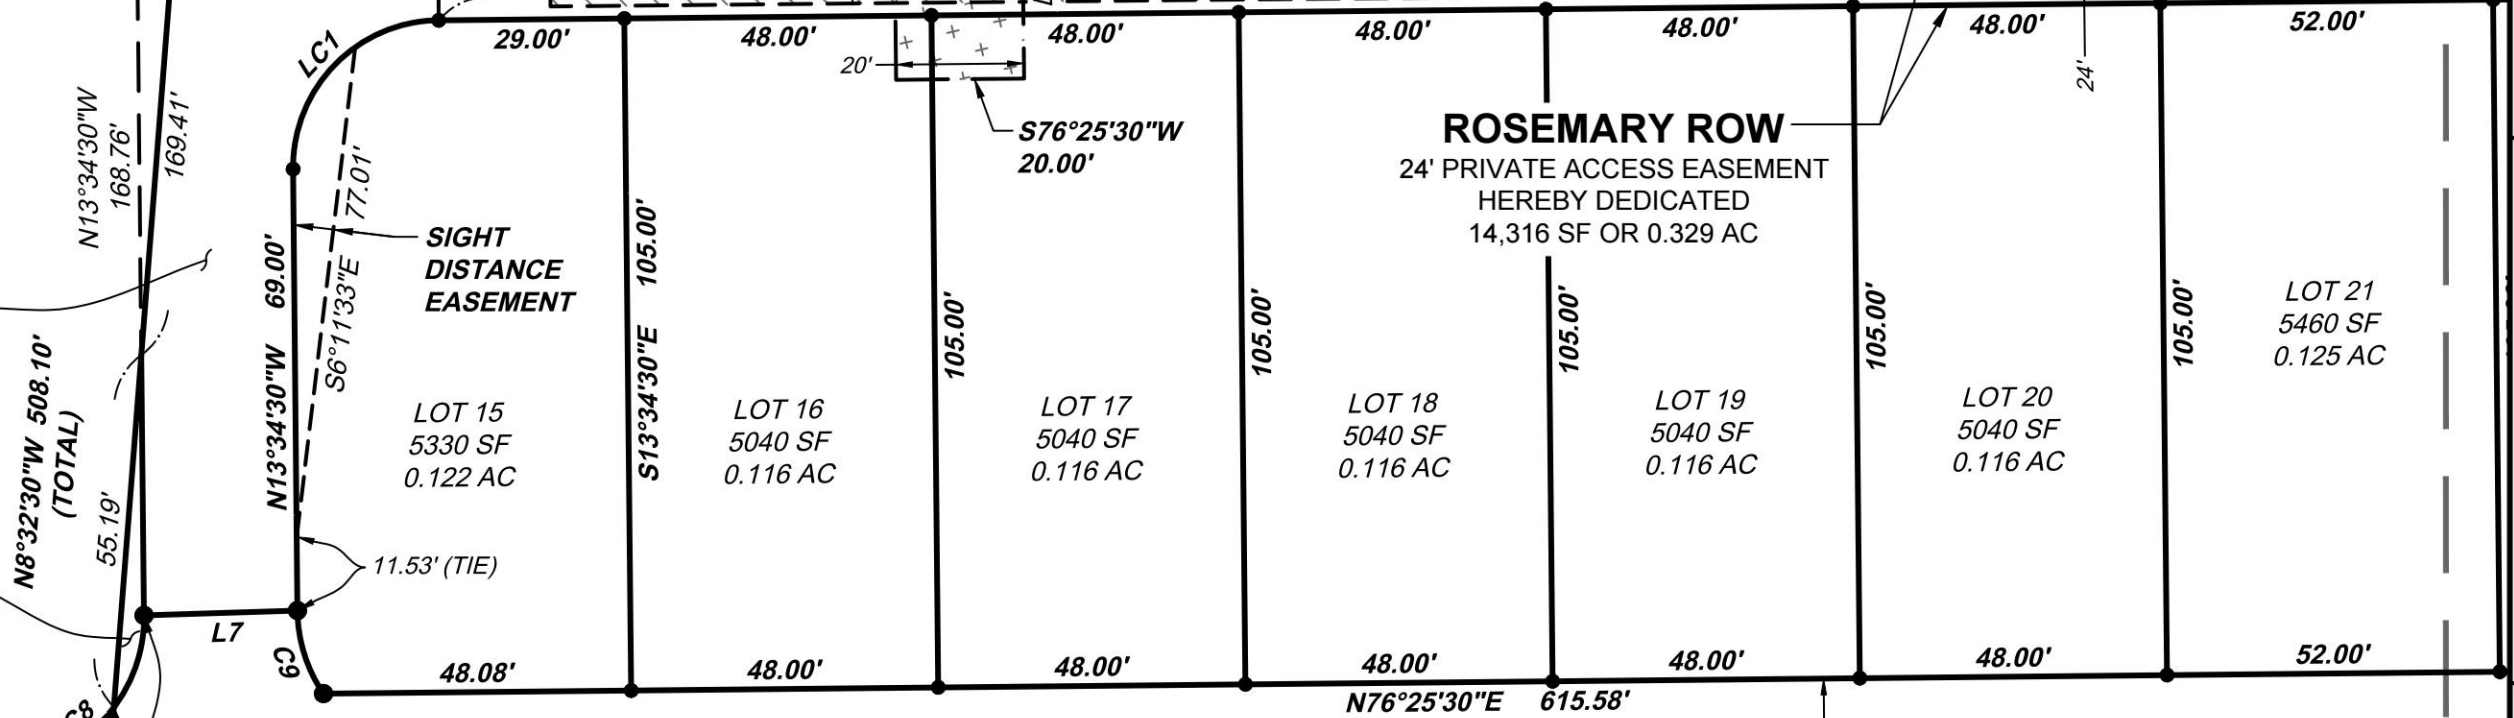 LC1
29.00'
48.00'
48.00'
48.00'
48.00'
48.00'
52.00'
20'
24'
S76°25'30"W
20.00'
ROSEMARY ROW
24' PRIVATE ACCESS EASEMENT
HEREBY DEDICATED
14,316 SF OR 0.329 AC
N13°34'30"W
168.76'
169.41'
N13°34'30"W 69.00'
S6°11'33"E 77.01'
SIGHT
DISTANCE
EASEMENT
S13°34'30"E 105.00'
105.00'
105.00'
105.00'
105.00'
105.00'
LOT 15
5330 SF
0.122 AC
LOT 16
5040 SF
0.116 AC
LOT 17
5040 SF
0.116 AC
LOT 18
5040 SF
0.116 AC
LOT 19
5040 SF
0.116 AC
LOT 20
5040 SF
0.116 AC
LOT 21
5460 SF
0.125 AC
N8°32'30"W 508.10'
(TOTAL)
55.19'
11.53' (TIE)
L7
C9
C8
48.08'
48.00'
48.00'
48.00'
48.00'
48.00'
52.00'
N76°25'30"E 615.58'